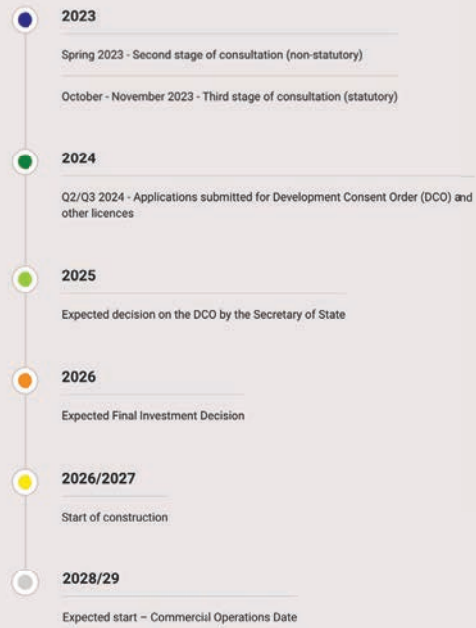 2023
Spring 2023 - Second stage of consultation (non-statutory)
October - November 2023 - Third stage of consultation (statutory)
2024
Q2/Q3 2024 - Applications submitted for Development Consent Order (DCO) and
other licences
2025
Expected decision on the DCO by the Secretary of State
2026
Expected Final Investment Decision
2026/2027
Start of construction
2028/29
Expected start – Commercial Operations Date